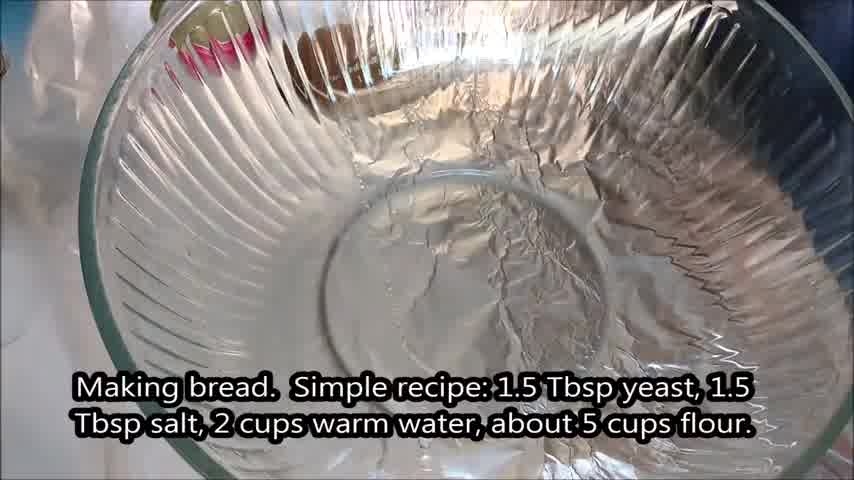 Making bread.  Simple recipe: 1.5 Tbsp yeast, 1.5
Tbsp salt, 2 cups warm water, about 5 cups flour.